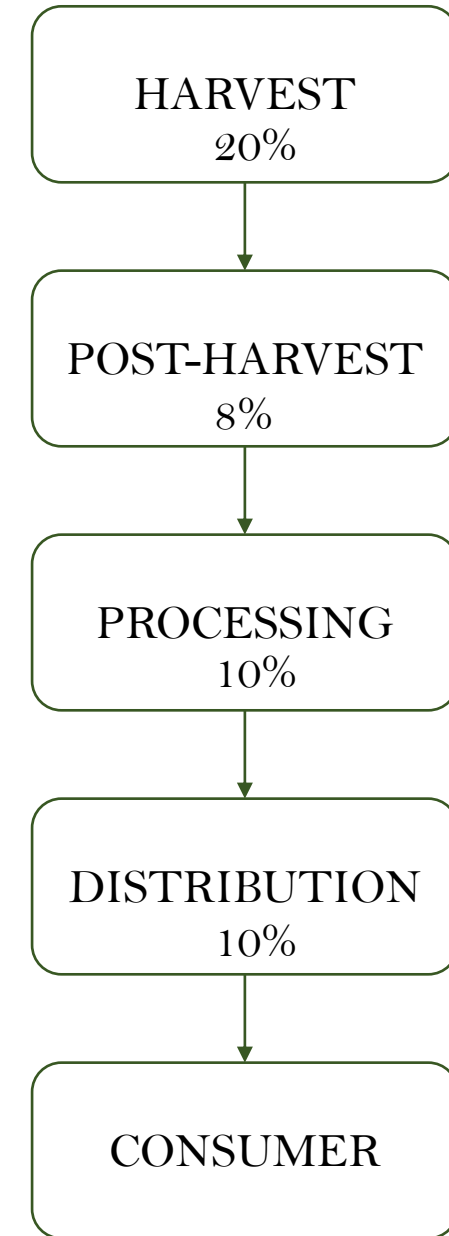 HARVEST
20%
POST-HARVEST
8%
PROCESSING
10%
DISTRIBUTION
10%
CONSUMER